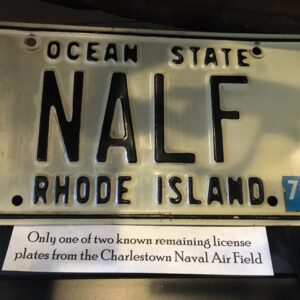 OCEAN STATE
NALF
RHODE ISLAND
7
Only one of two known remaining license
plates from the Charlestown Naval Air Field